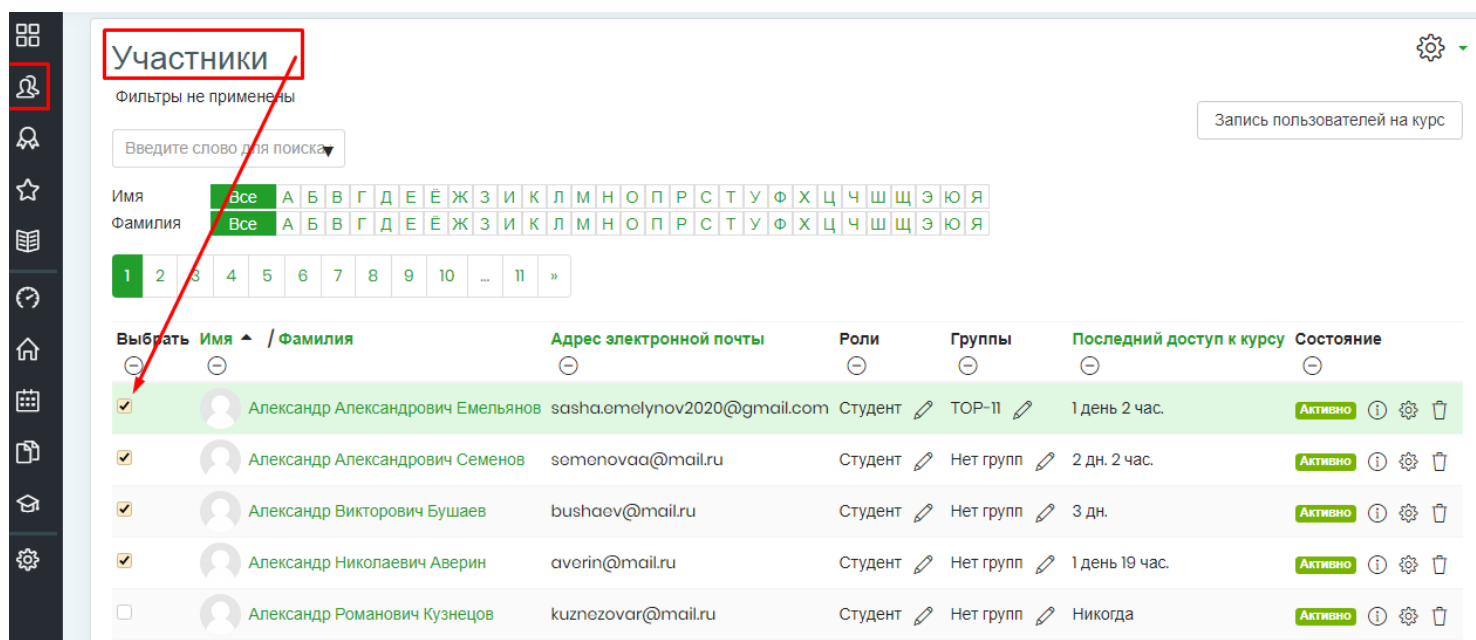 Участники
Фильтры не применены
Запись пользователей на курс
Введите слово для поиска
Имя Все А Б В Г Д Е Ё Ж З И К Л М Н О П Р С Т У Ф Х Ц Ч Ш Щ Э Ю Я
Фамилия Все А Б В Г Д Е Ё Ж З И К Л М Н О П Р С Т У Ф Х Ц Ч Ш Щ Э Ю Я
1 2 3 4 5 6 7 8 9 10 ... 11 »
Выбрать Имя / Фамилия Адрес электронной почты Роли Группы Последний доступ к курсу Состояние
Александр Александрович Емельянов sasha.emelynov2020@gmail.com Студент TOP-11 1 день 2 час. Активно
Александр Александрович Семенов semenovaa@mail.ru Студент Нет групп 2 дн. 2 час. Активно
Александр Викторович Бушаев bushaev@mail.ru Студент Нет групп 3 дн. Активно
Александр Николаевич Аверин averin@mail.ru Студент Нет групп 1 день 19 час. Активно
Александр Романович Кузнецов kuznezovar@mail.ru Студент Нет групп Никогда Активно